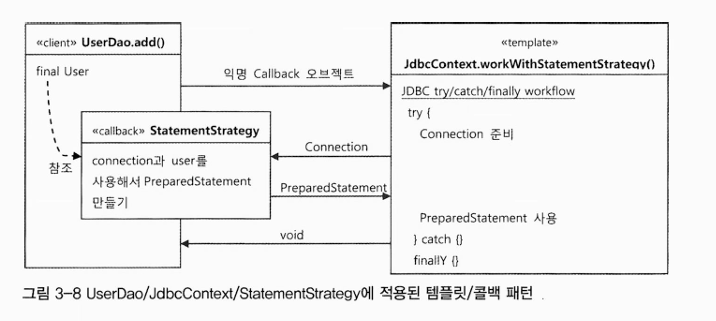 «client» UserDao.add()
final User
참조
«callback» StatementStrategy
connection과 user를
사용해서 PreparedStatement
만들기
익명 Callback 오브젝트
Connection
PreparedStatement
void
«template»
JdbcContext.workWithStatementStrategy()
JDBC try/catch/finally workflow
try {
Connection 준비
PreparedStatement 사용
} catch {}
finallY {}
그림 3-8 UserDao/JdbcContext/StatementStrategy에 적용된 템플릿/콜백 패턴